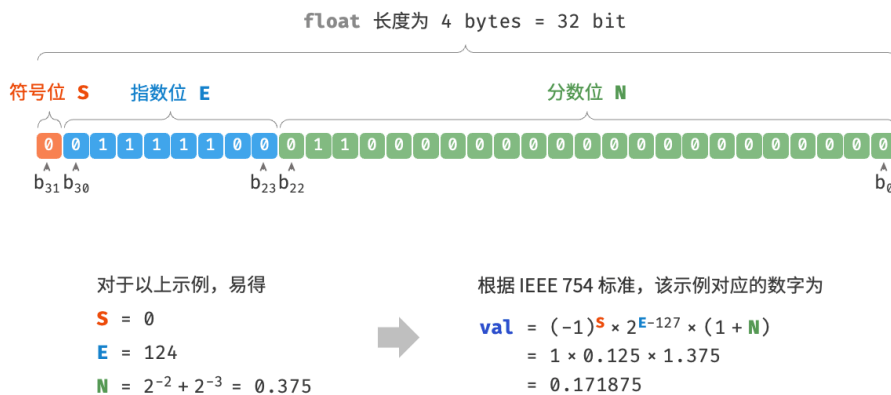 float 长度为 4 bytes = 32 bit
符号位 S 指数位 E 分数位 N
0 0 1 1 1 1 1 0 0 0 1 1 0 0 0 0 0 0 0 0 0 0 0 0 0 0 0 0 0 0 0 0
b31 b30 b23 b22 b0
对于以上示例，易得
S = 0
E = 124
N = 2⁻² + 2⁻³ = 0.375
根据 IEEE 754 标准，该示例对应的数字为
val = (-1)ˢ × 2ᴱ⁻¹²⁷ × (1 + N)
= 1 × 0.125 × 1.375
= 0.171875